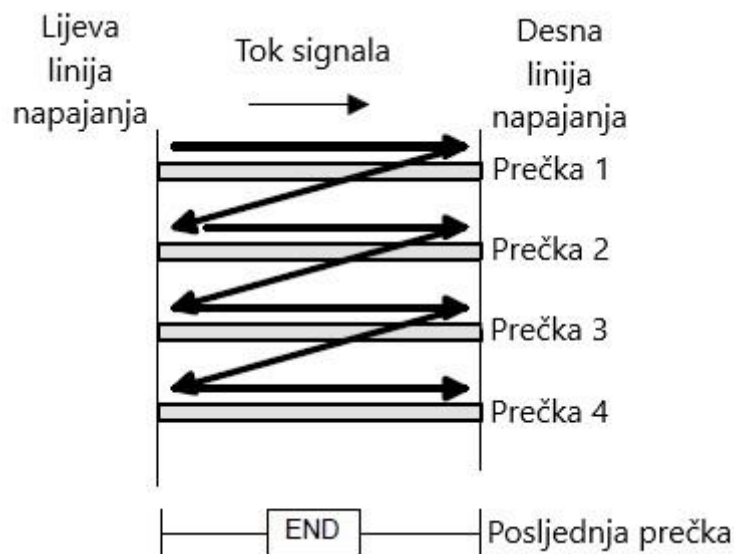 Lijeva
linija
napajanja
Tok signala
Desna
linija
napajanja
Prečka 1
Prečka 2
Prečka 3
Prečka 4
END
Posljednja prečka